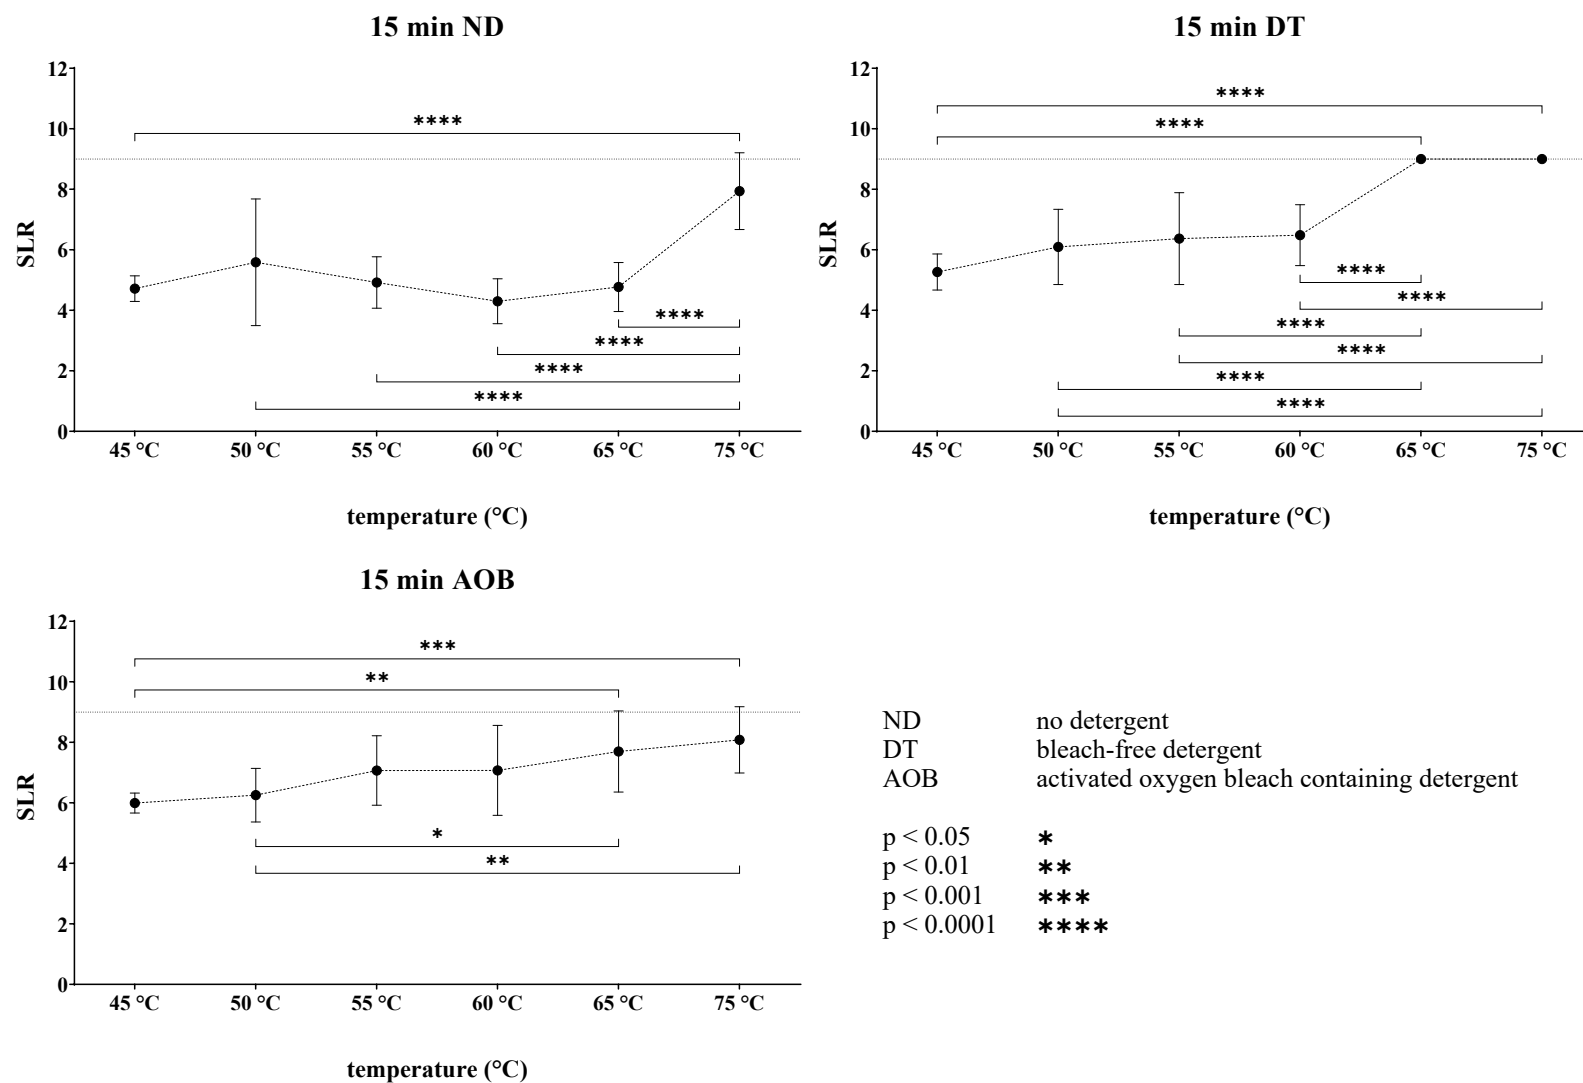 15 min ND
SLR
12
10
8
6
4
2
0
****
****
****
****
****
45 °C 50 °C 55 °C 60 °C 65 °C 75 °C
temperature (°C)
15 min DT
SLR
12
10
8
6
4
2
0
****
****
****
****
****
****
****
****
45 °C 50 °C 55 °C 60 °C 65 °C 75 °C
temperature (°C)
15 min AOB
SLR
12
10
8
6
4
2
0
***
**
*
**
45 °C 50 °C 55 °C 60 °C 65 °C 75 °C
temperature (°C)
ND no detergent
DT bleach-free detergent
AOB activated oxygen bleach containing detergent
p < 0.05 *
p < 0.01 **
p < 0.001 ***
p < 0.0001 ****